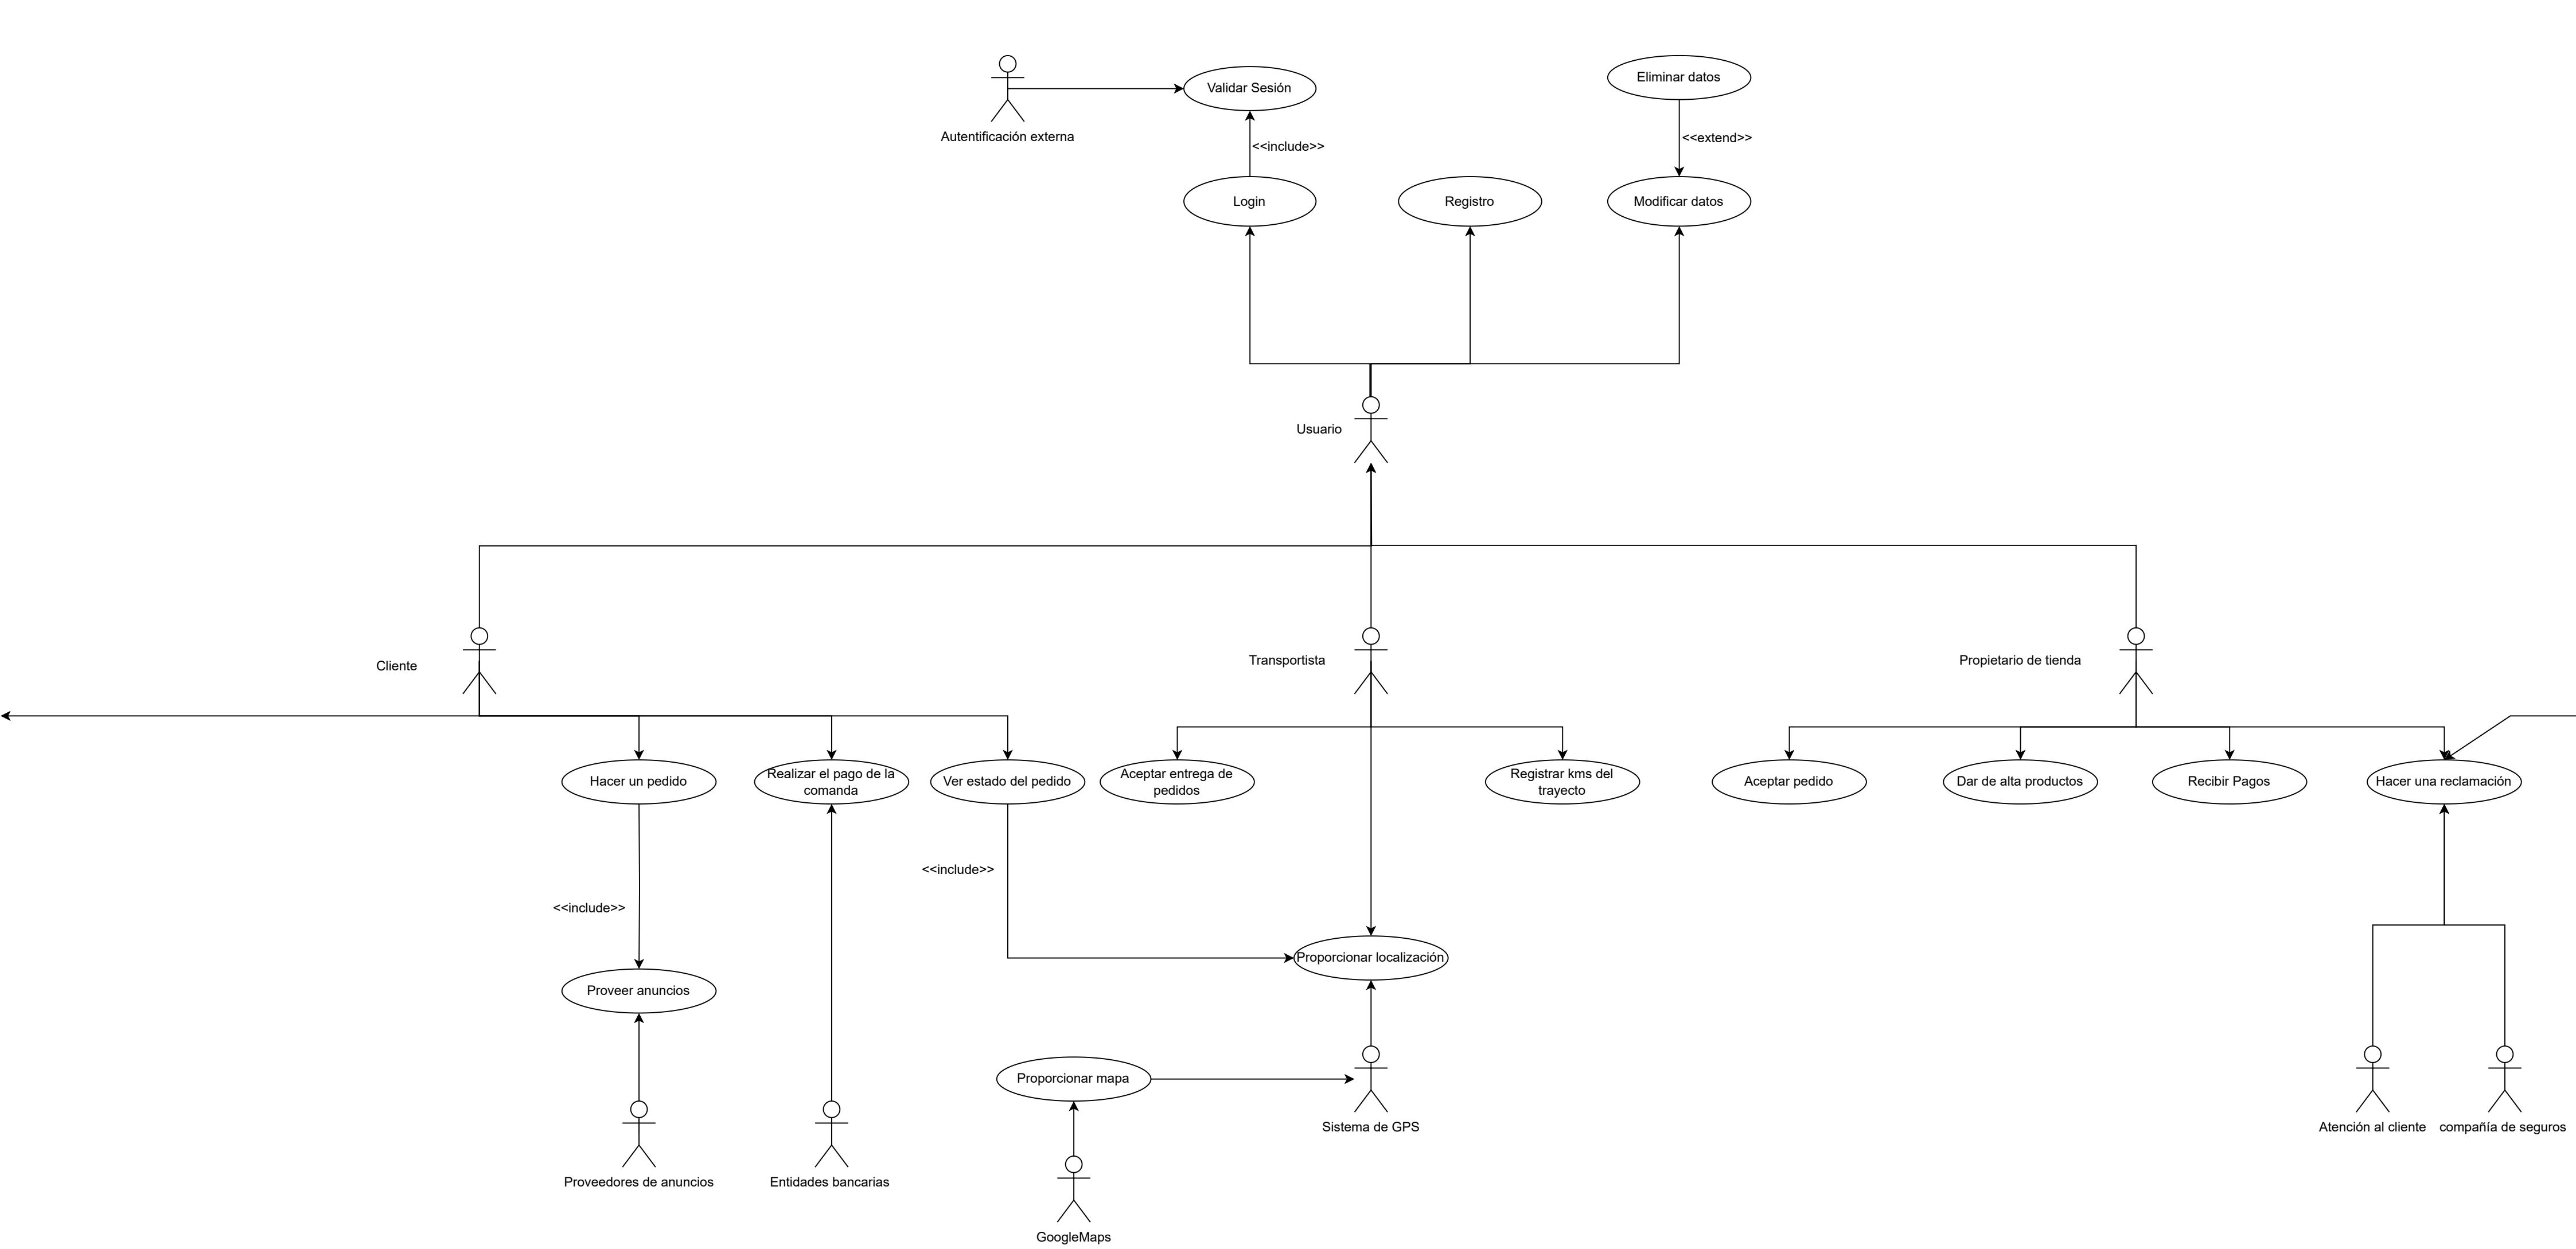 Eliminar datos
Validar Sesión
Autentificación externa
<<extend>>
<<include>>
Login
Registro
Modificar datos
Usuario
Cliente
Transportista
Propietario de tienda
Hacer un pedido
Realizar el pago de la
comanda
Ver estado del pedido
Aceptar entrega de
pedidos
Registrar kms del
trayecto
Aceptar pedido
Dar de alta productos
Recibir Pagos
Hacer una reclamación
<<include>>
<<include>>
Proporcionar localización
Proveer anuncios
Proporcionar mapa
Sistema de GPS
Atención al cliente
compañía de seguros
Proveedores de anuncios
Entidades bancarias
GoogleMaps